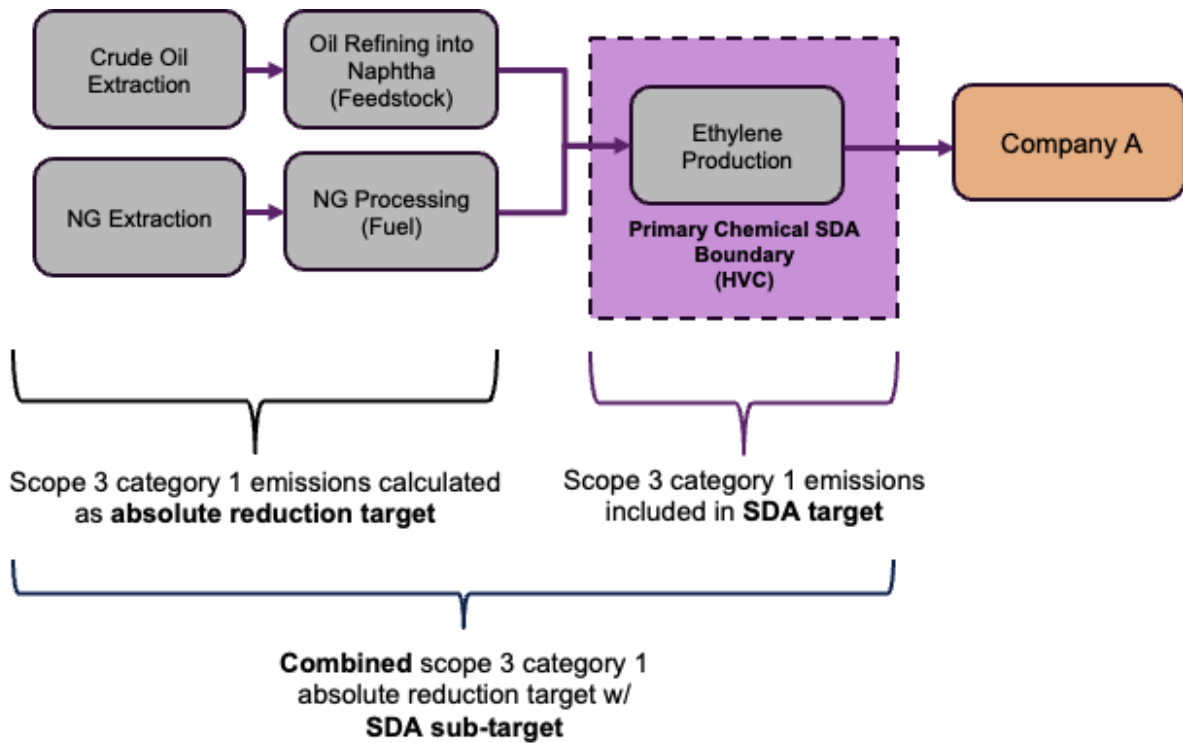 Crude Oil
Extraction
Oil Refining into
Naphtha
(Feedstock)
Ethylene
Production
Company A
NG Extraction
NG Processing
(Fuel)
Primary Chemical SDA
Boundary
(HVC)
Scope 3 category 1 emissions calculated
as absolute reduction target
Scope 3 category 1 emissions
included in SDA target
Combined scope 3 category 1
absolute reduction target w/
SDA sub-target